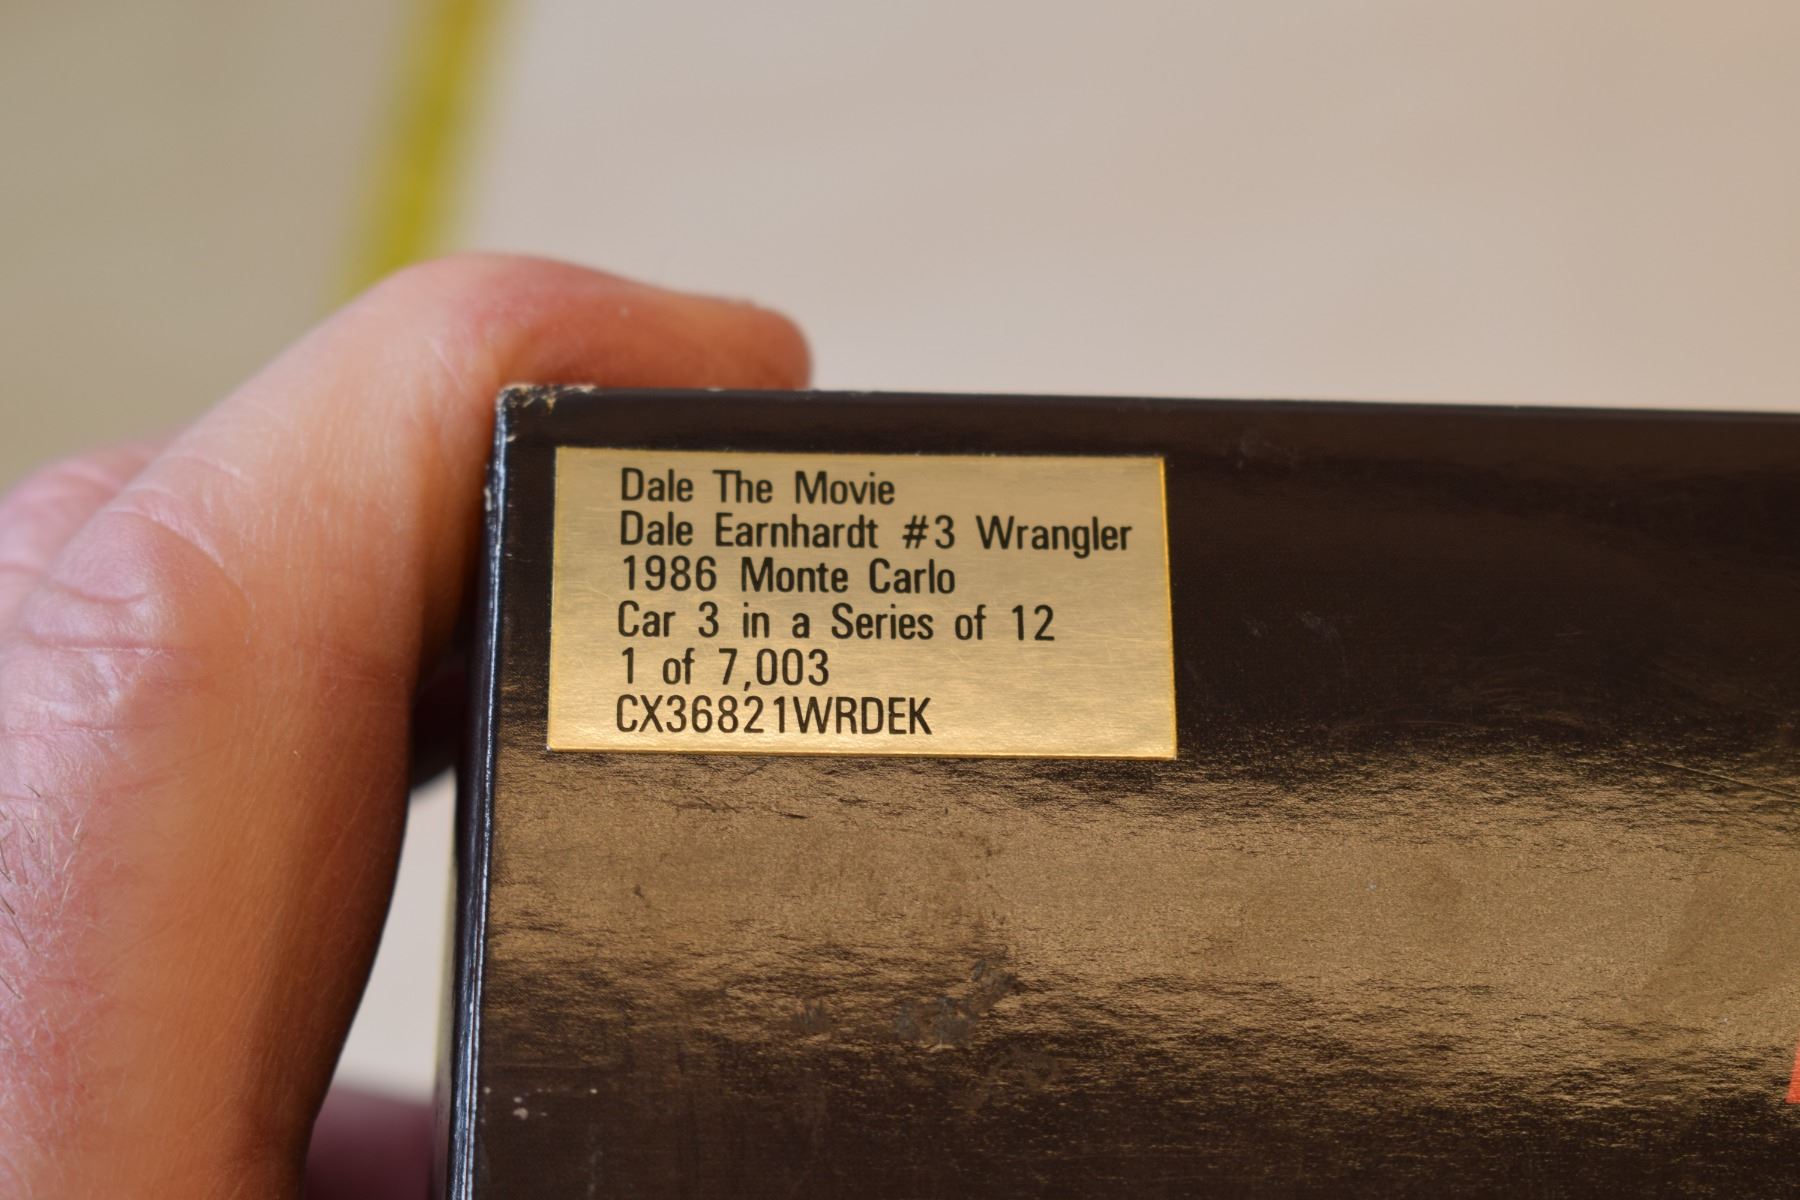 Dale The Movie
Dale Earnhardt #3 Wrangler
1986 Monte Carlo
Car 3 in a Series of 12
1 of 7,003
CX36821WRDEK